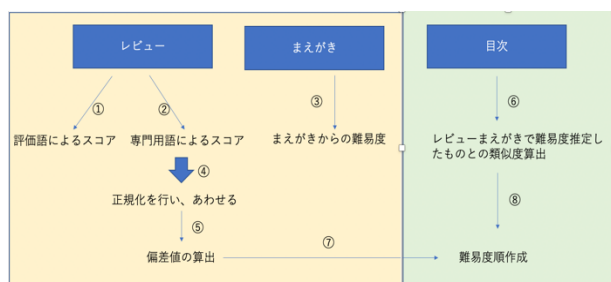 レビュー
まえがき
目次
①
②
③
⑥
評価語によるスコア
専門用語によるスコア
まえがきからの難易度
レビューまえがきで難易度推定し
たものとの類似度算出
④
正規化を行い、あわせる
⑤
⑦
⑧
偏差値の算出
難易度順作成